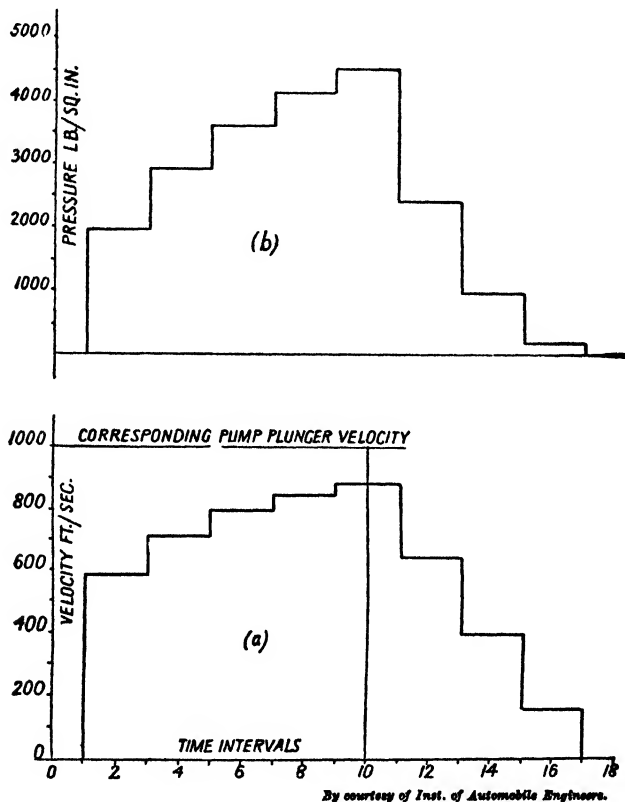 5000
4000
3000
2000
1000
PRESSURE LB./SQ. IN.
(b)
1000
800
600
400
200
0
VELOCITY FT./SEC.
CORRESPONDING PUMP PLUNGER VELOCITY
(a)
TIME INTERVALS
0 2 4 6 8 10 12 14 16 18
By courtesy of Inst. of Automobile Engineers.